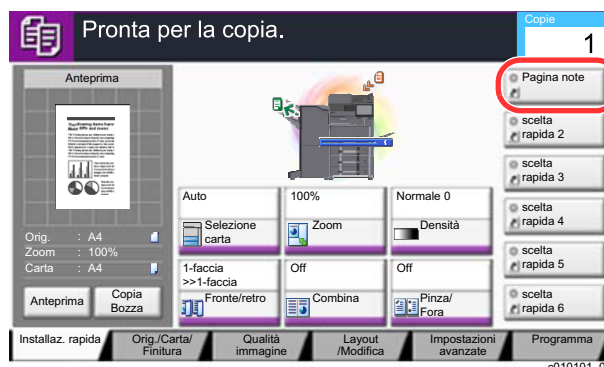 Pronta per la copia.
Copie
1
Anteprima
Orig. : A4
Zoom : 100%
Carta : A4
Anteprima
Copia
Bozza
Auto
Selezione
carta
100%
Zoom
Normale 0
Densità
1-faccia
>>1-faccia
Fronte/retro
Off
Combina
Off
Pinza/
Fora
Pagina note
scelta
rapida 2
scelta
rapida 3
scelta
rapida 4
scelta
rapida 5
scelta
rapida 6
Installaz. rapida
Orig./Carta/
Finitura
Qualità
immagine
Layout
/Modifica
Impostazioni
avanzate
Programma